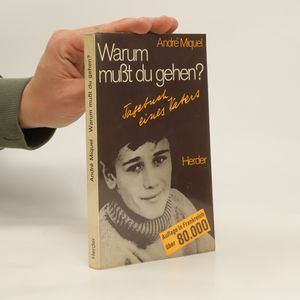 André Miquel
Warum
mußt du gehen?
Tagebuch
eines Vaters
Herder
Auflage in Frankreich
über 80.000
André Miquel Warum mußt du gehen?
Herder